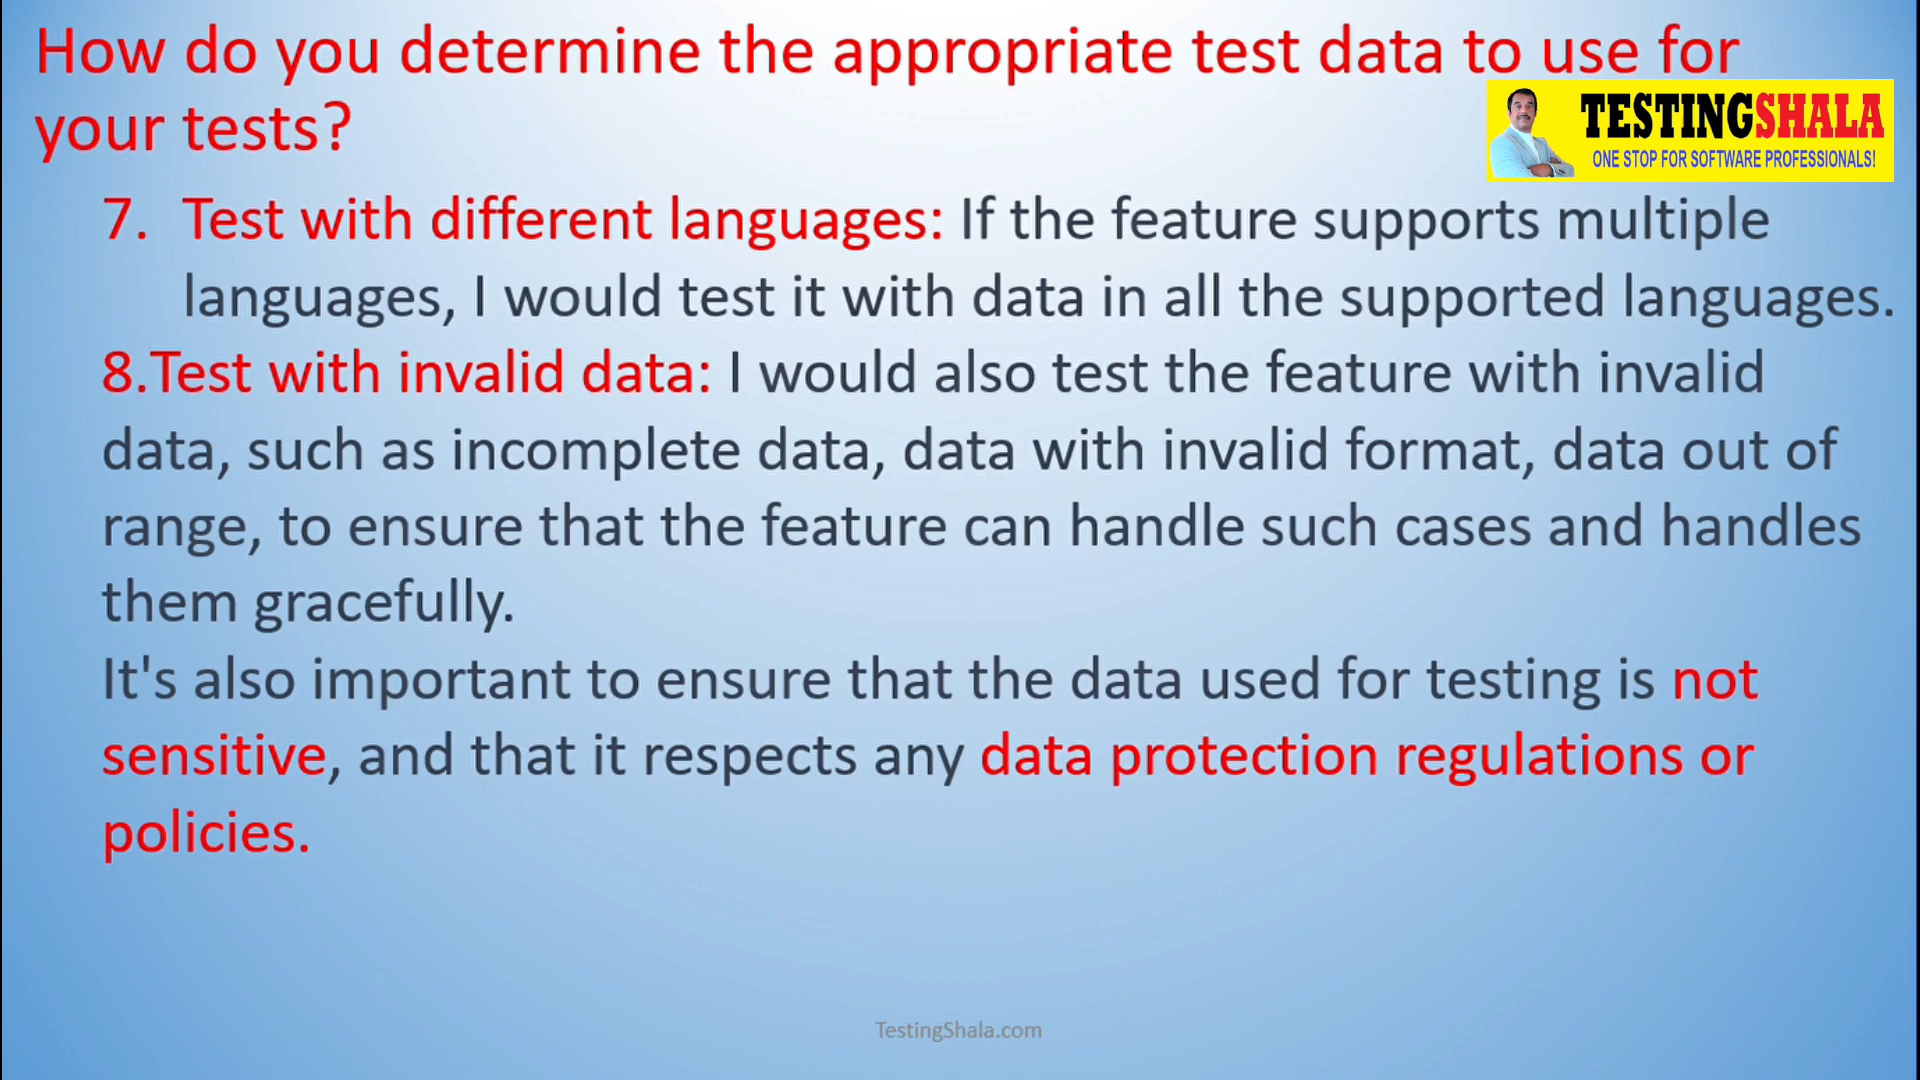 How do you determine the appropriate test data to use for
your tests?
TESTINGSHALA
ONE STOP FOR SOFTWARE PROFESSIONALS!
7. Test with different languages: If the feature supports multiple
languages, I would test it with data in all the supported languages.
8.Test with invalid data: I would also test the feature with invalid
data, such as incomplete data, data with invalid format, data out of
range, to ensure that the feature can handle such cases and handles
them gracefully.
It's also important to ensure that the data used for testing is not
sensitive, and that it respects any data protection regulations or
policies.
TestingShala.com